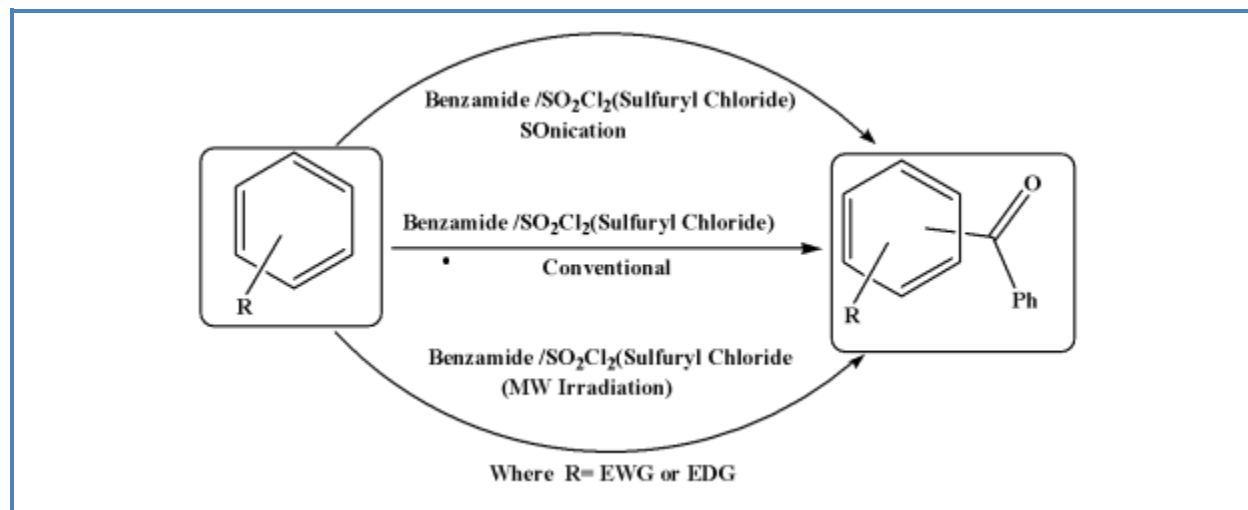 Benzamide /SO2Cl2(Sulfuryl Chloride)
SOnication
Benzamide /SO2Cl2(Sulfuryl Chloride)
Conventional
R
O
Ph
R
Benzamide /SO2Cl2(Sulfuryl Chloride
(MW Irradiation)
Where R= EWG or EDG